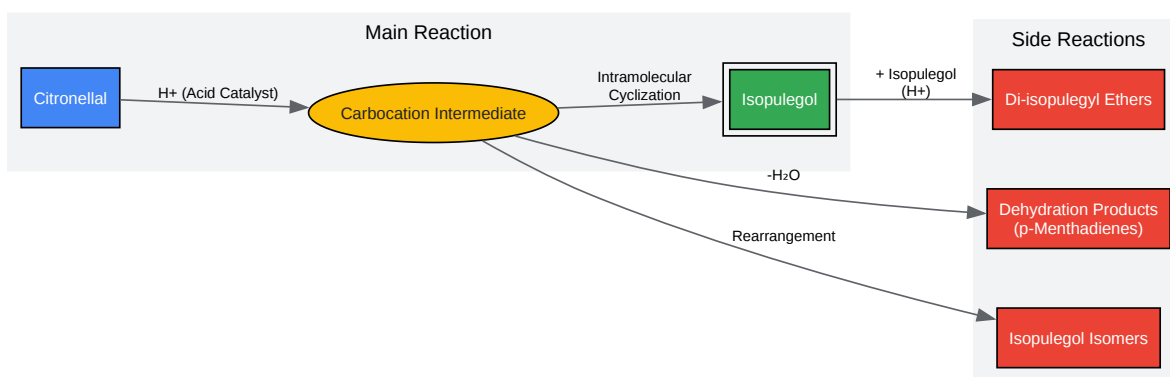 Main Reaction
Side Reactions
Citronellal
H+ (Acid Catalyst)
Carbocation Intermediate
Intramolecular
Cyclization
Isopulegol
+ Isopulegol
(H+)
Di-isopulegyl Ethers
-H₂O
Dehydration Products
(p-Menthadienes)
Rearrangement
Isopulegol Isomers